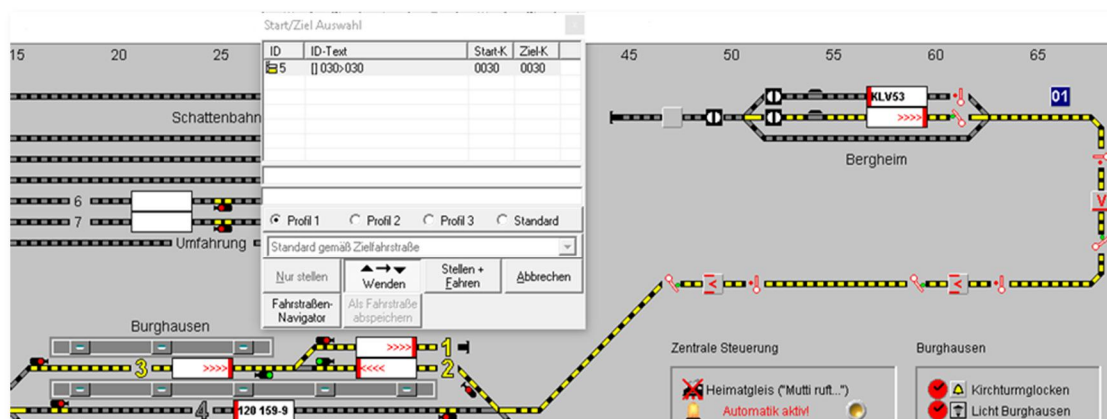 Start/Ziel Auswahl
ID ID-Text Start-K Ziel-K
5 [] 030>030 0030 0030
15 20 25 45 50 55 60 65
KLV53
01
>>>>
Schattenbahn
Bergheim
6
7
Umfahrung
Profil 1 Profil 2 Profil 3 Standard
Standard gemäß Zielfahrstraße
Nur stellen
Wenden
Stellen +
Fahren
Abbrechen
Fahrstraßen-
Navigator
Als Fahrstraße
abspeichern
Burghausen
>>>> 1
3 >>>> <<<< 2
4 120 159-9
Zentrale Steuerung
Heimatgleis ("Mutti ruft...")
Automatik aktiv!
Burghausen
Kirchturmglocken
Licht Burghausen